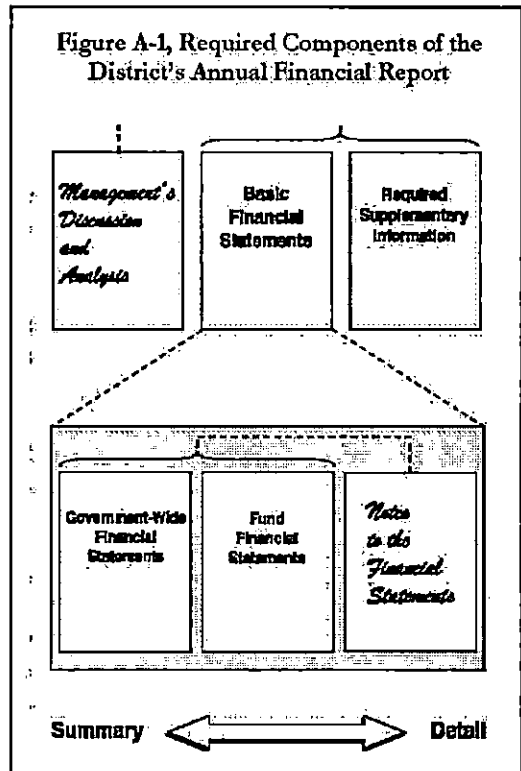 Figure A-1, Required Components of the
District's Annual Financial Report
Management's
Discussion
and
Analysis
Basic
Financial
Statements
Required
Supplementary
Information
Government-Wide
Financial
Statements
Fund
Financial
Statements
Notes
to the
Financial
Statements
Summary
Detail